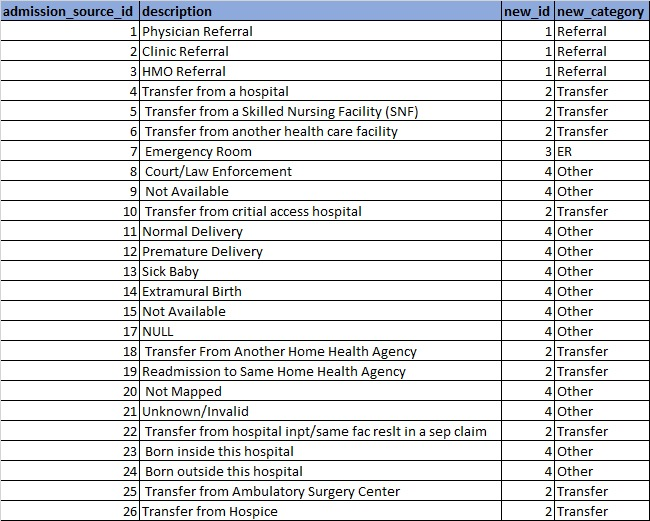 admission_source_id description new_id new_category
1 Physician Referral 1 Referral
2 Clinic Referral 1 Referral
3 HMO Referral 1 Referral
4 Transfer from a hospital 2 Transfer
5 Transfer from a Skilled Nursing Facility (SNF) 2 Transfer
6 Transfer from another health care facility 2 Transfer
7 Emergency Room 3 ER
8 Court/Law Enforcement 4 Other
9 Not Available 4 Other
10 Transfer from critial access hospital 2 Transfer
11 Normal Delivery 4 Other
12 Premature Delivery 4 Other
13 Sick Baby 4 Other
14 Extramural Birth 4 Other
15 Not Available 4 Other
17 NULL 4 Other
18 Transfer From Another Home Health Agency 2 Transfer
19 Readmission to Same Home Health Agency 2 Transfer
20 Not Mapped 4 Other
21 Unknown/Invalid 4 Other
22 Transfer from hospital inpt/same fac reslt in a sep claim 2 Transfer
23 Born inside this hospital 4 Other
24 Born outside this hospital 4 Other
25 Transfer from Ambulatory Surgery Center 2 Transfer
26 Transfer from Hospice 2 Transfer